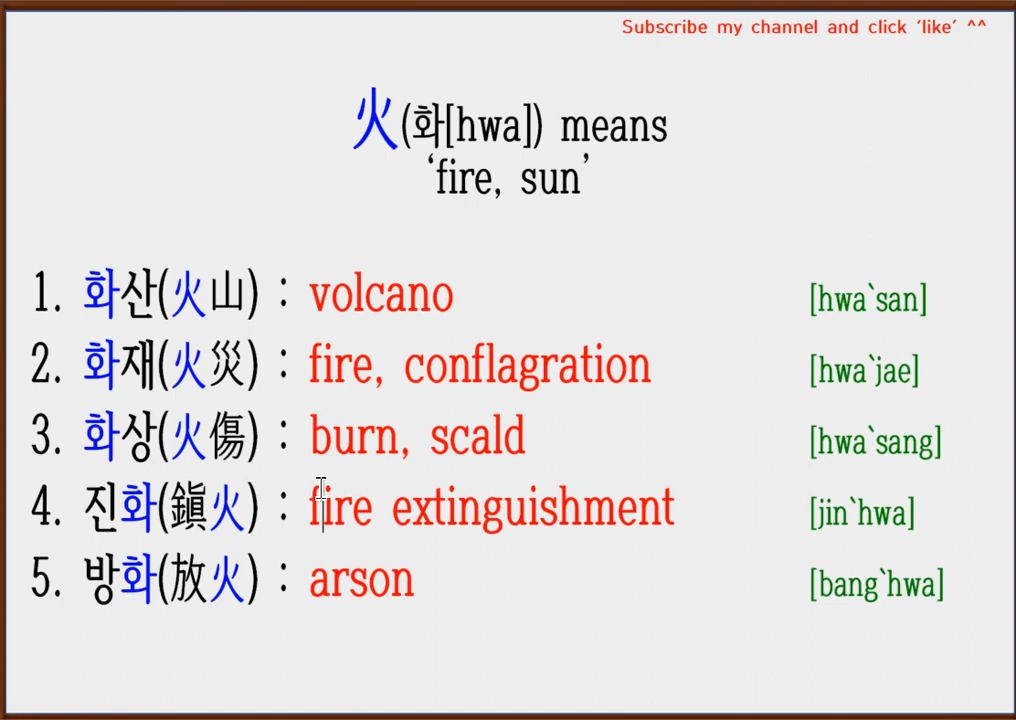 Subscribe my channel and click 'like' ^^
火(화[hwa]) means
'fire, sun'
1. 화산(火山) : volcano [hwa`san]
2. 화재(火災) : fire, conflagration [hwa`jae]
3. 화상(火傷) : burn, scald [hwa`sang]
4. 진화(鎭火) : fire extinguishment [jin`hwa]
5. 방화(放火) : arson [bang`hwa]